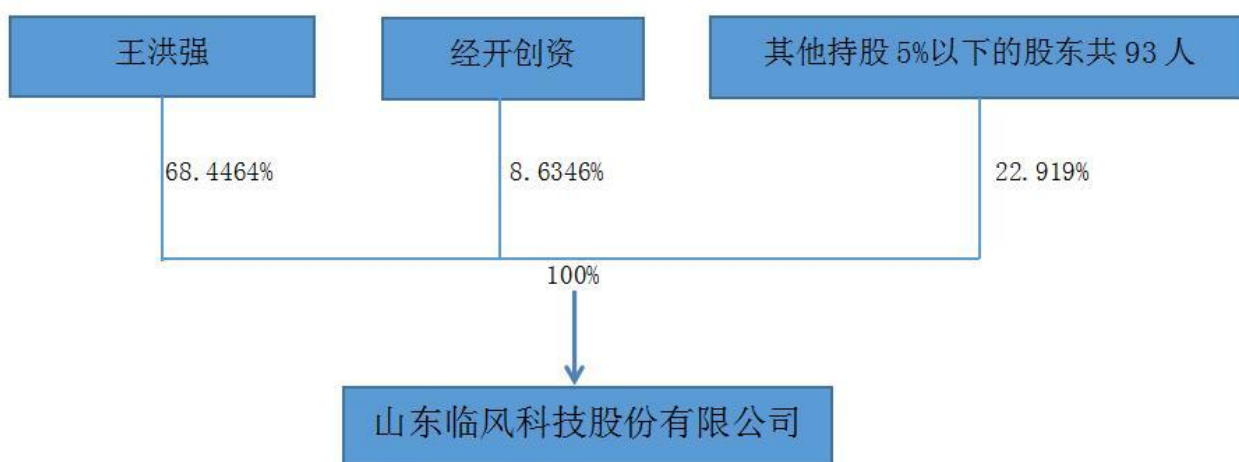 王洪强
经开创资
其他持股 5%以下的股东共 93 人
68.4464%
8.6346%
22.919%
100%
山东临风科技股份有限公司